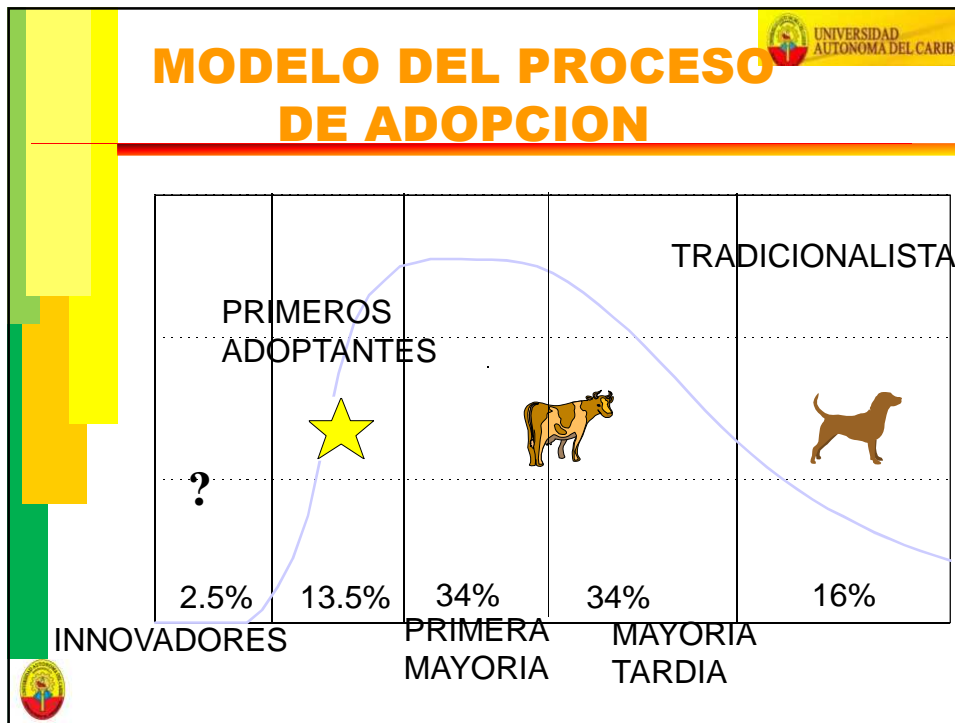 UNIVERSIDAD
AUTONOMA DEL CARIB
MODELO DEL PROCESO
DE ADOPCION
TRADICIONALISTA
PRIMEROS
ADOPTANTES
?
2.5% 13.5% 34% 34% 16%
INNOVADORES
PRIMERA
MAYORIA
MAYORIA
TARDIA